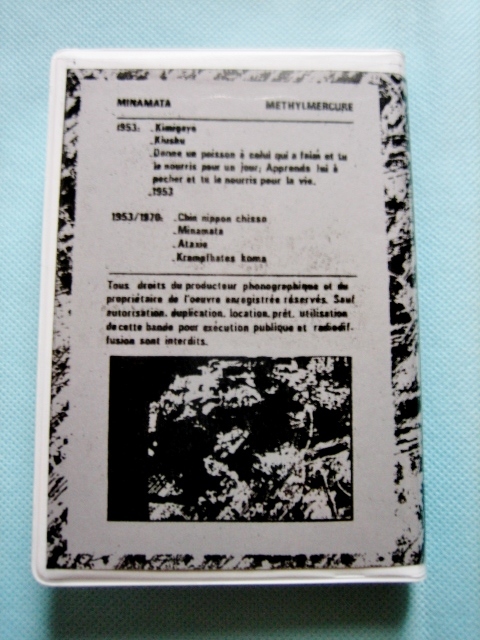 MINAMATA METHYLMERCURE
1953: . Kimigayo
. Kiushu
. Donne un poisson à celui qui a faim et tu
le nourris pour un jour; Apprends lui à
pecher et tu le nourris pour la vie.
. 1953
1953/1970: . Chin nippon chisso
. Minamata
. Ataxie
. Krampfhates koma
Tous droits du producteur phonographique et du
propriétaire de l'oeuvre enregistrée réservés. Sauf
autorisation, duplication, location, prêt, utilisation
de cette bande pour exécution publique et radiodif-
fusion sont interdits.